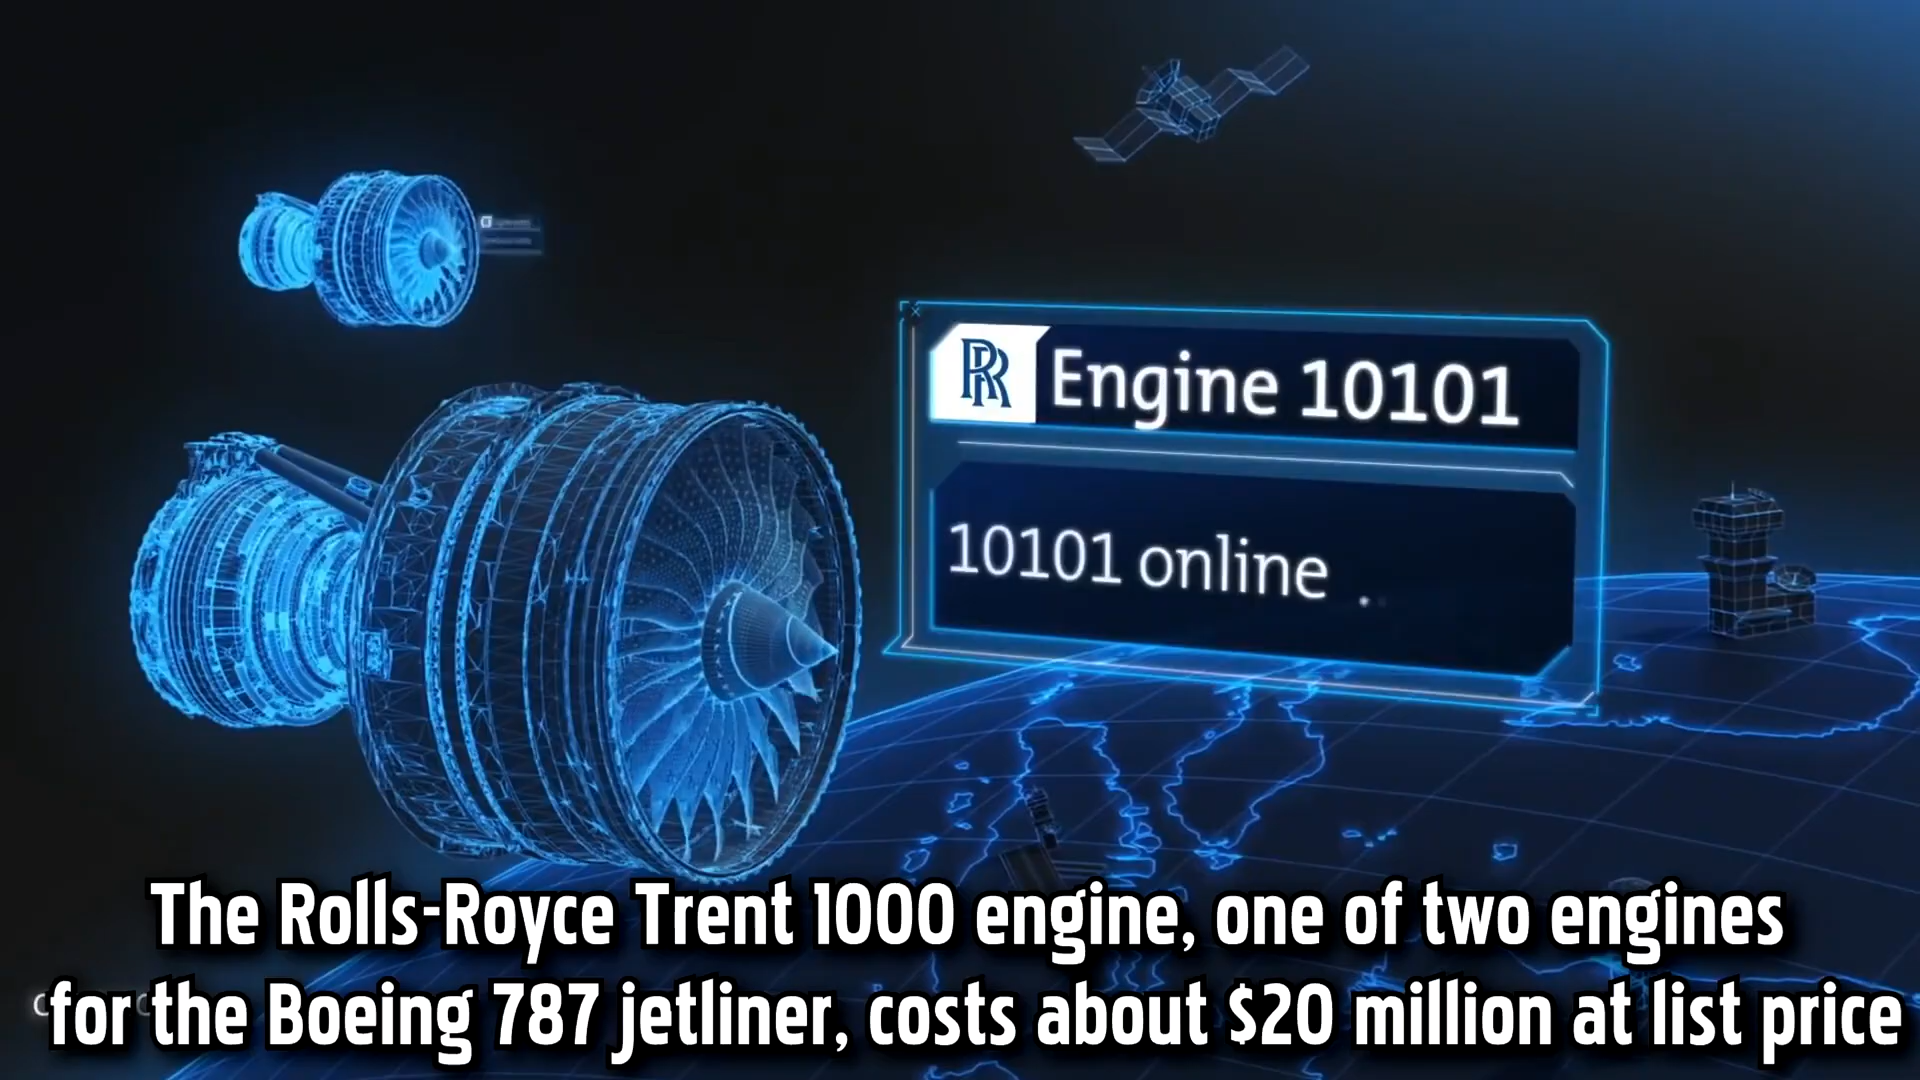 RR Engine 10101
10101 online .
The Rolls-Royce Trent 1000 engine, one of two engines
for the Boeing 787 jetliner, costs about $20 million at list price